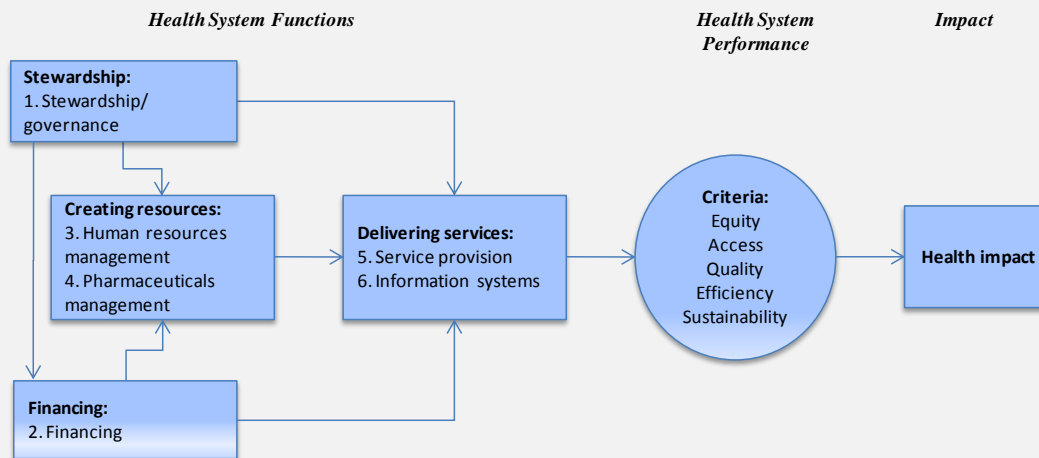 Health System Functions
Health System
Performance
Impact
Stewardship:
1. Stewardship/
governance
Creating resources:
3. Human resources
management
4. Pharmaceuticals
management
Delivering services:
5. Service provision
6. Information systems
Criteria:
Equity
Access
Quality
Efficiency
Sustainability
Health impact
Financing:
2. Financing